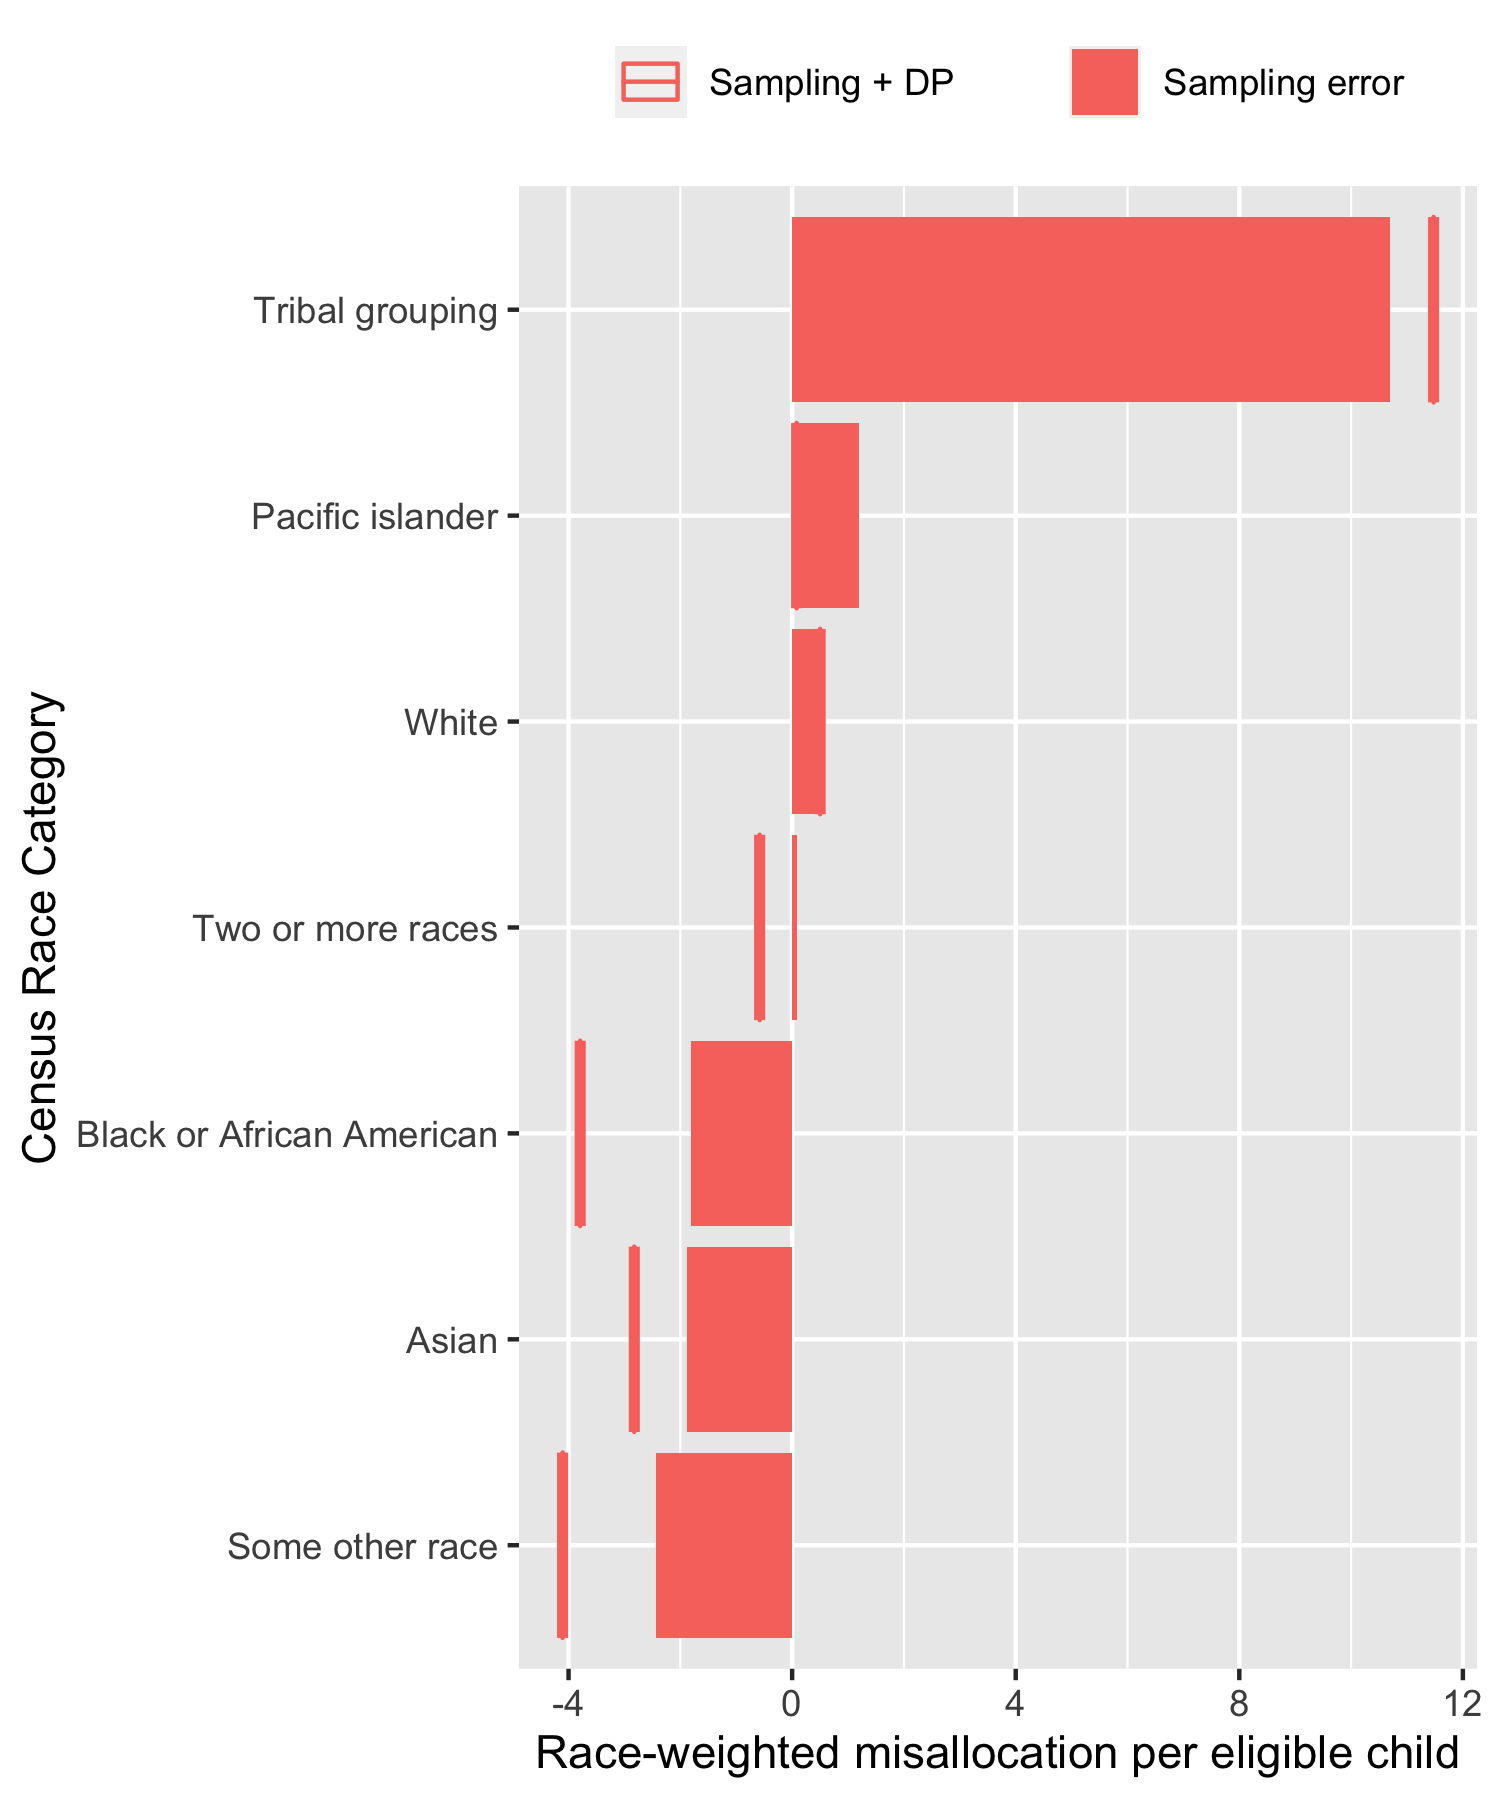 Sampling + DP
Sampling error
Census Race Category
Tribal grouping
Pacific islander
White
Two or more races
Black or African American
Asian
Some other race
-4 0 4 8 12
Race-weighted misallocation per eligible child